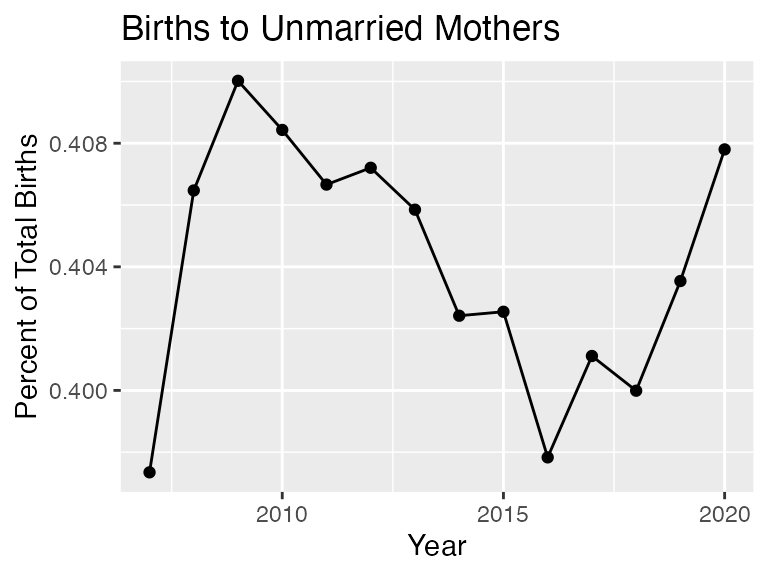 Births to Unmarried Mothers
Percent of Total Births
0.408
0.404
0.400
2010
2015
2020
Year